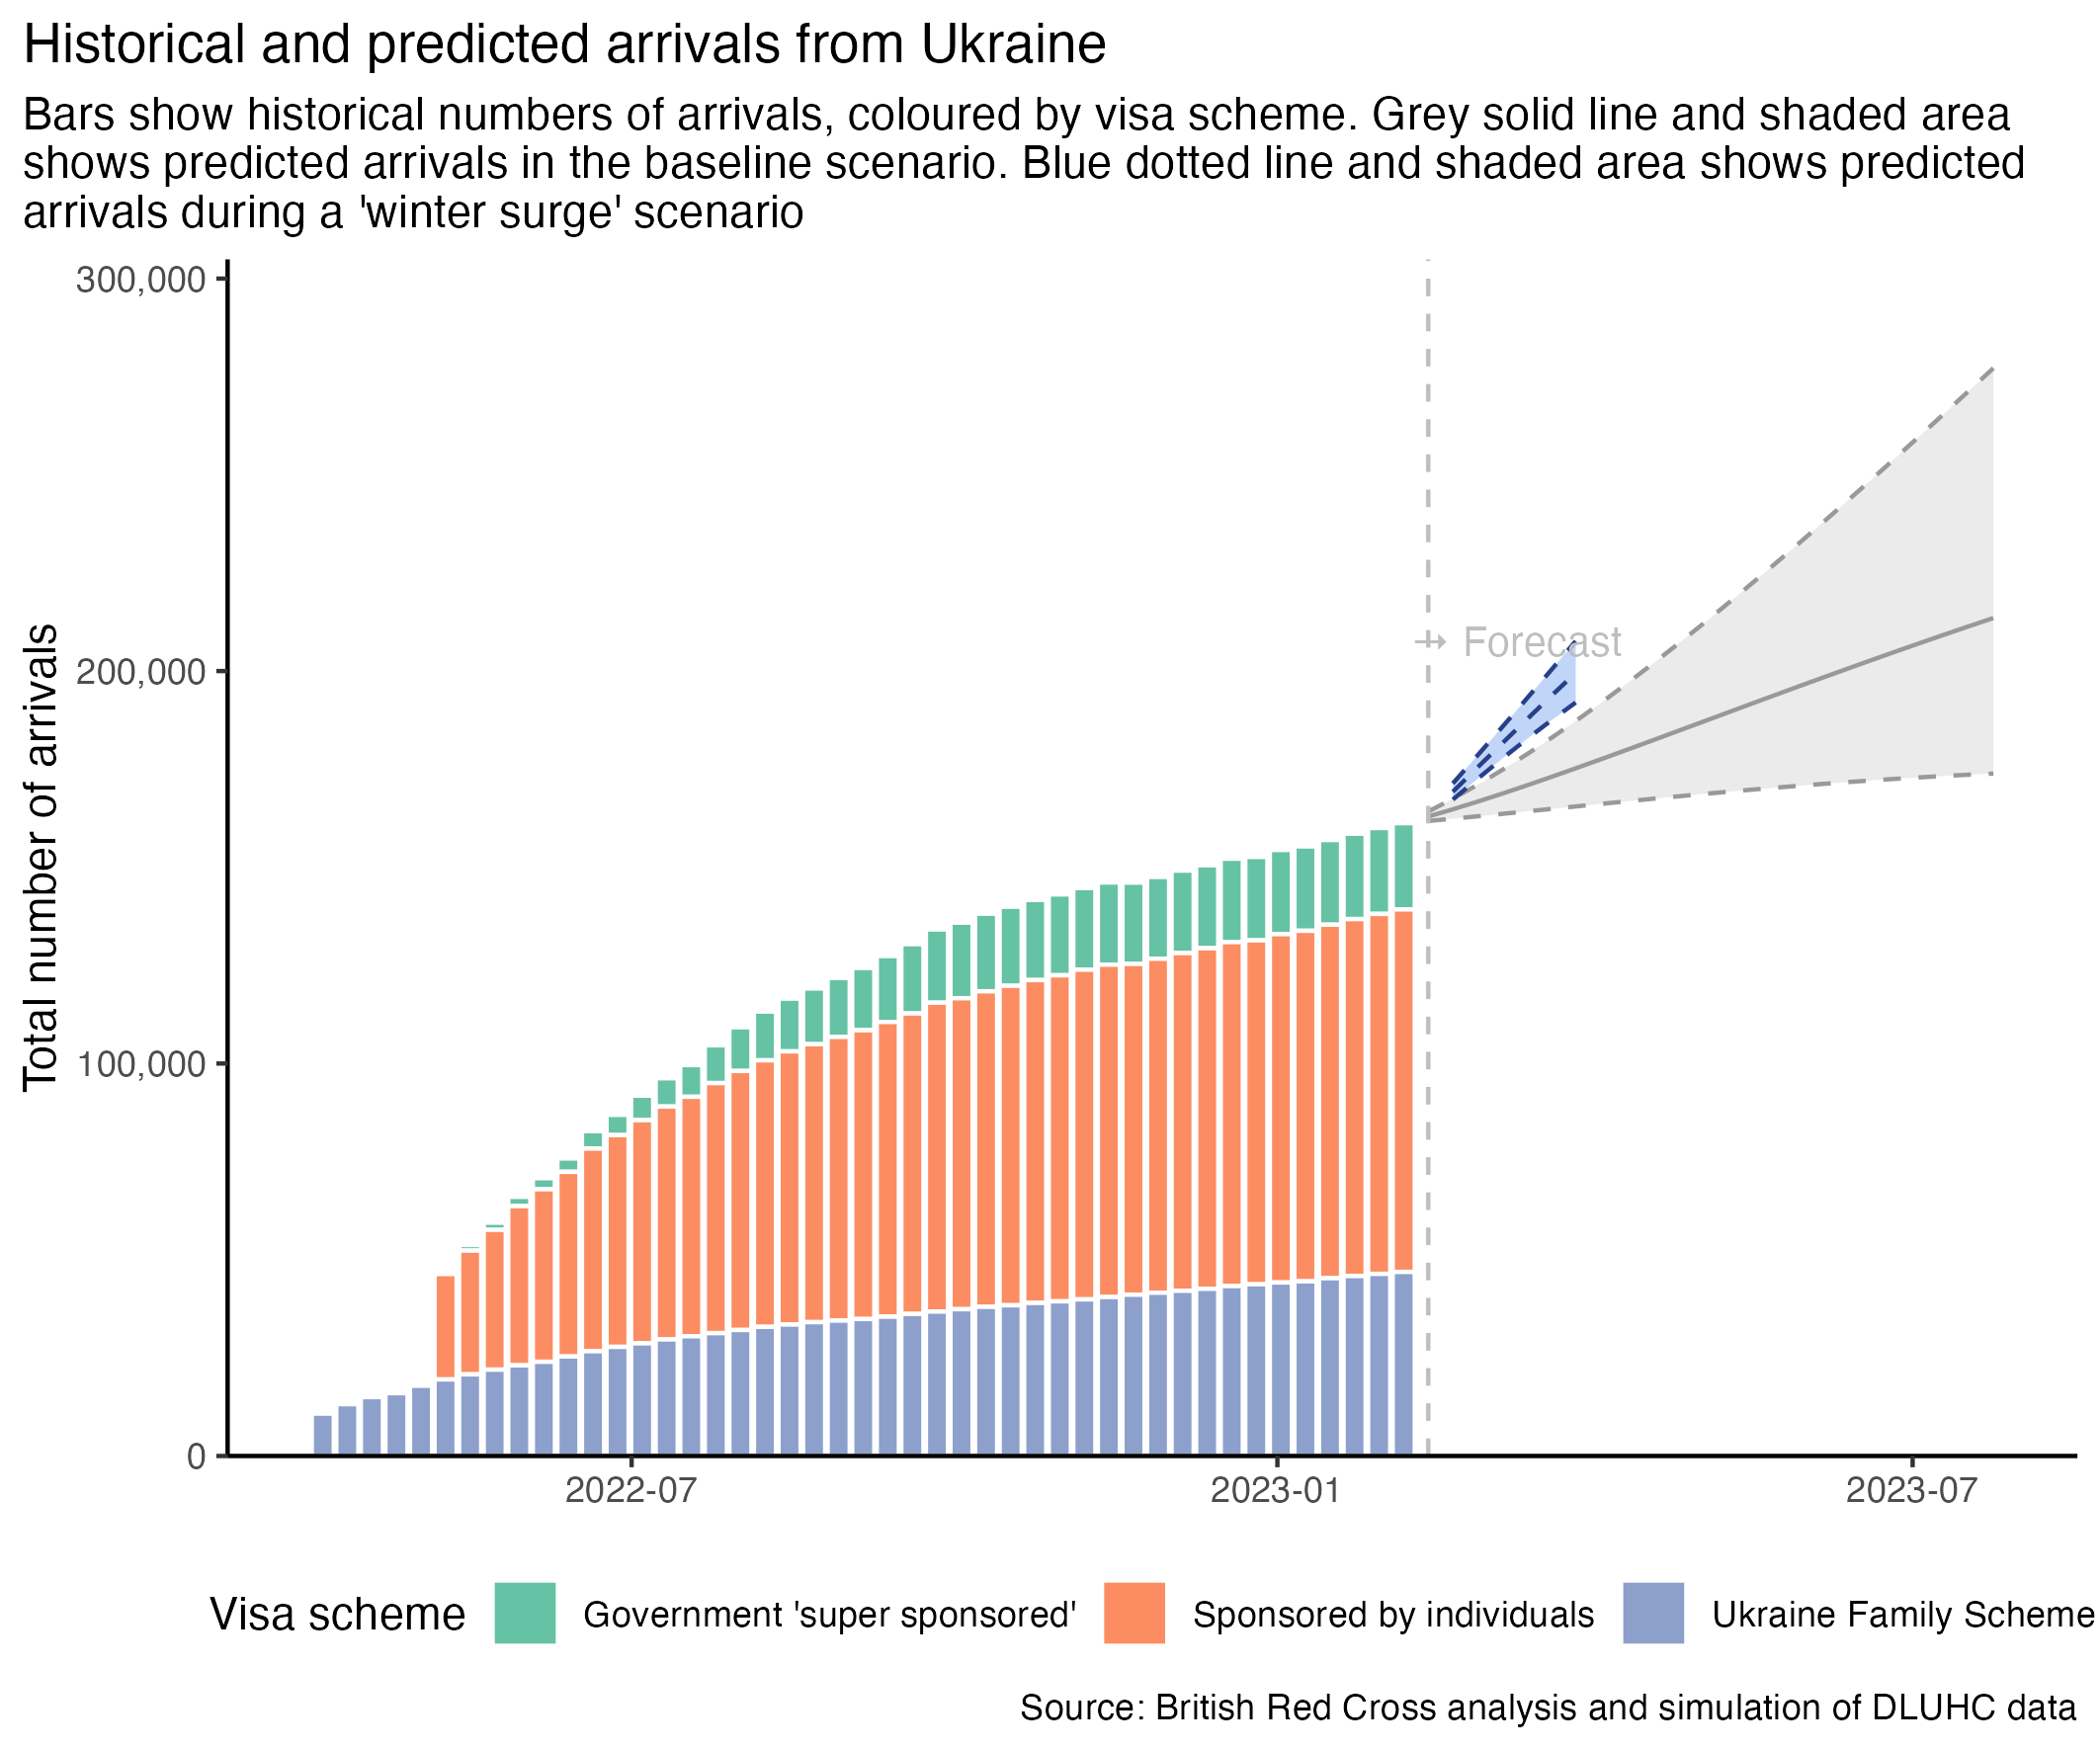 Historical and predicted arrivals from Ukraine
Bars show historical numbers of arrivals, coloured by visa scheme. Grey solid line and shaded area
shows predicted arrivals in the baseline scenario. Blue dotted line and shaded area shows predicted
arrivals during a 'winter surge' scenario
Total number of arrivals
300,000
200,000
100,000
0
Forecast
2022-07
2023-01
2023-07
Visa scheme
Government 'super sponsored'
Sponsored by individuals
Ukraine Family Scheme
Source: British Red Cross analysis and simulation of DLUHC data